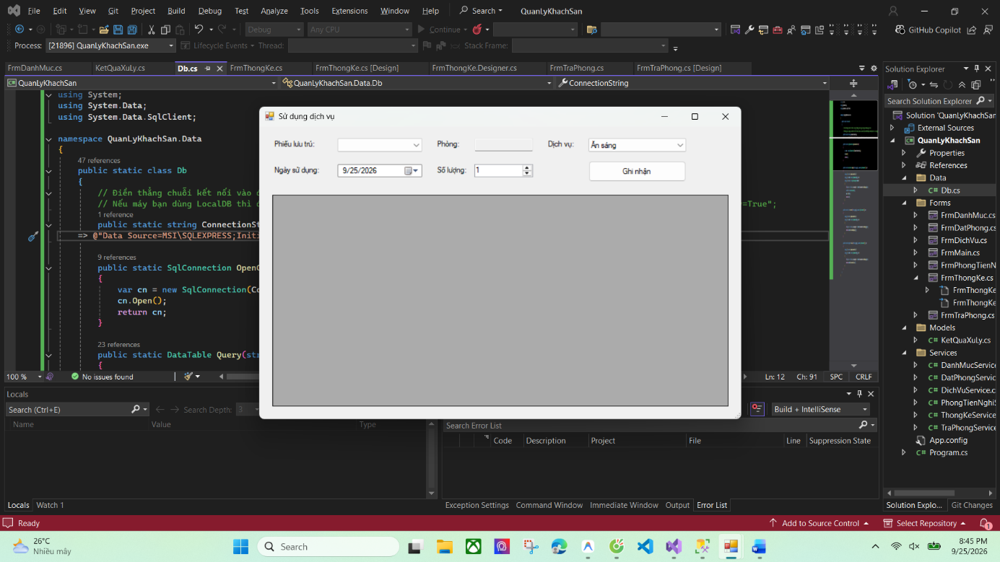 File Edit View Git Project Build Debug Test Analyze Tools Extensions Window Help Search QuanLyKhachSan
Debug Any CPU Continue GitHub Copilot
Process: [21896] QuanLyKhachSan.exe Lifecycle Events Thread: Stack Frame:
FrmDanhMuc.cs KetQuaXuLy.cs Db.cs FrmThongKe.cs FrmThongKe.cs [Design] FrmThongKe.Designer.cs FrmTraPhong.cs FrmTraPhong.cs [Design]
QuanLyKhachSan QuanLyKhachSan.Data.Db ConnectionString
using System;
using System.Data;
using System.Data.SqlClient;
namespace QuanLyKhachSan.Data
{
47 references
public static class Db
{
// Điền thẳng chuỗi kết nối vào
// Nếu máy bạn dùng LocalDB thì =True";
1 reference
public static string ConnectionSt
=> @"Data Source=MSI\SQLEXPRESS;Initi
9 references
public static SqlConnection OpenC
{
var cn = new SqlConnection(Co
cn.Open();
return cn;
}
23 references
public static DataTable Query(str
{
100 % No issues found Ln: 12 Ch: 91 SPC CRLF
Sử dụng dịch vụ
Phiếu lưu trú: Phòng: Dịch vụ: Ăn sáng
Ngày sử dụng: 9/25/2026 Số lượng: 1 Ghi nhận
Locals
Search (Ctrl+E) Search Depth: 3
Name Value Type
Locals Watch 1
Build + IntelliSense
Search Error List
Code Description Project File Line Suppression State
Exception Settings Command Window Immediate Window Output Error List
Solution Explorer
Search Solution Explorer
Solution 'QuanLyKhachSan
External Sources
QuanLyKhachSan
Properties
References
Data
C# Db.cs
Forms
FrmDanhMuc.cs
FrmDatPhong.cs
FrmDichVu.cs
FrmMain.cs
FrmPhongTienN
FrmThongKe.cs
FrmThongKe
FrmThongKe
FrmTraPhong.cs
Models
C# KetQuaXuLy.cs
Services
C# DanhMucService
C# DatPhongServic
C# DichVuService.c
C# PhongTienNghiS
C# ThongKeService
C# TraPhongService
App.config
C# Program.cs
Solution Explo... Git Changes
Ready Add to Source Control Select Repository 1
26°C
Nhiều mây
Search
8:45 PM
9/25/2026